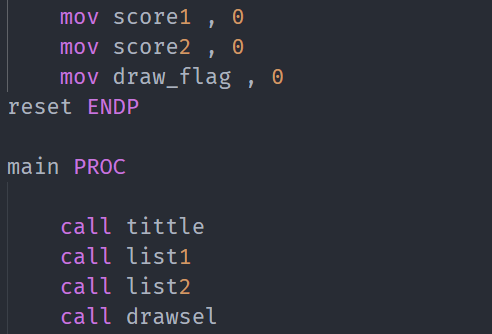 mov score1 , 0
mov score2 , 0
mov draw_flag , 0
reset ENDP
main PROC
call tittle
call list1
call list2
call drawsel